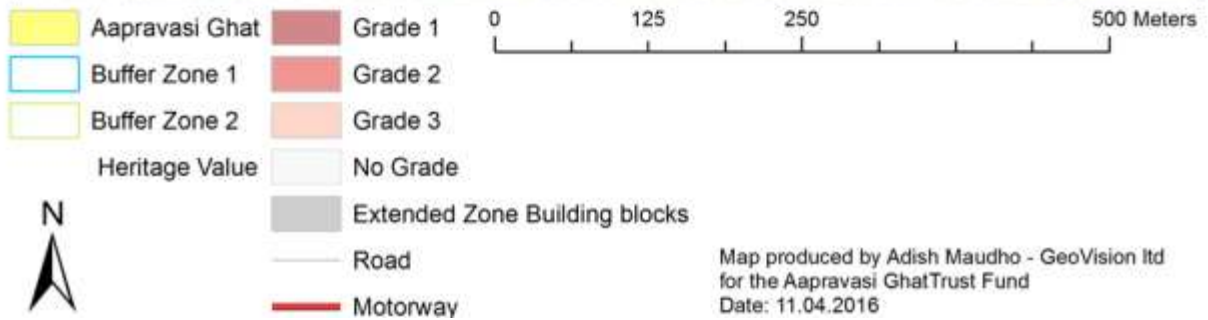 Aapravasi Ghat
Buffer Zone 1
Buffer Zone 2
Heritage Value
Grade 1
Grade 2
Grade 3
No Grade
Extended Zone Building blocks
Road
Motorway
N
0 125 250 500 Meters
Map produced by Adish Maudho - GeoVision ltd
for the Aapravasi GhatTrust Fund
Date: 11.04.2016